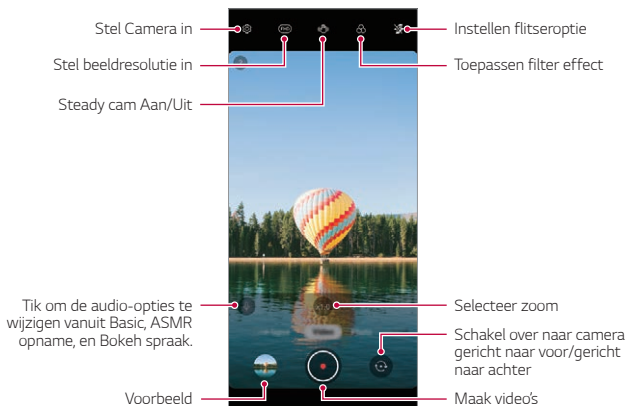 Stel Camera in
Instellen flitseroptie
FHD
Stel beeldresolutie in
Toepassen filter effect
Steady cam Aan/Uit
Tik om de audio-opties te
wijzigen vanuit Basic, ASMR
opname, en Bokeh spraak.
Selecteer zoom
Schakel over naar camera
gericht naar voor/gericht
naar achter
Video
Voorbeeld
Maak video's